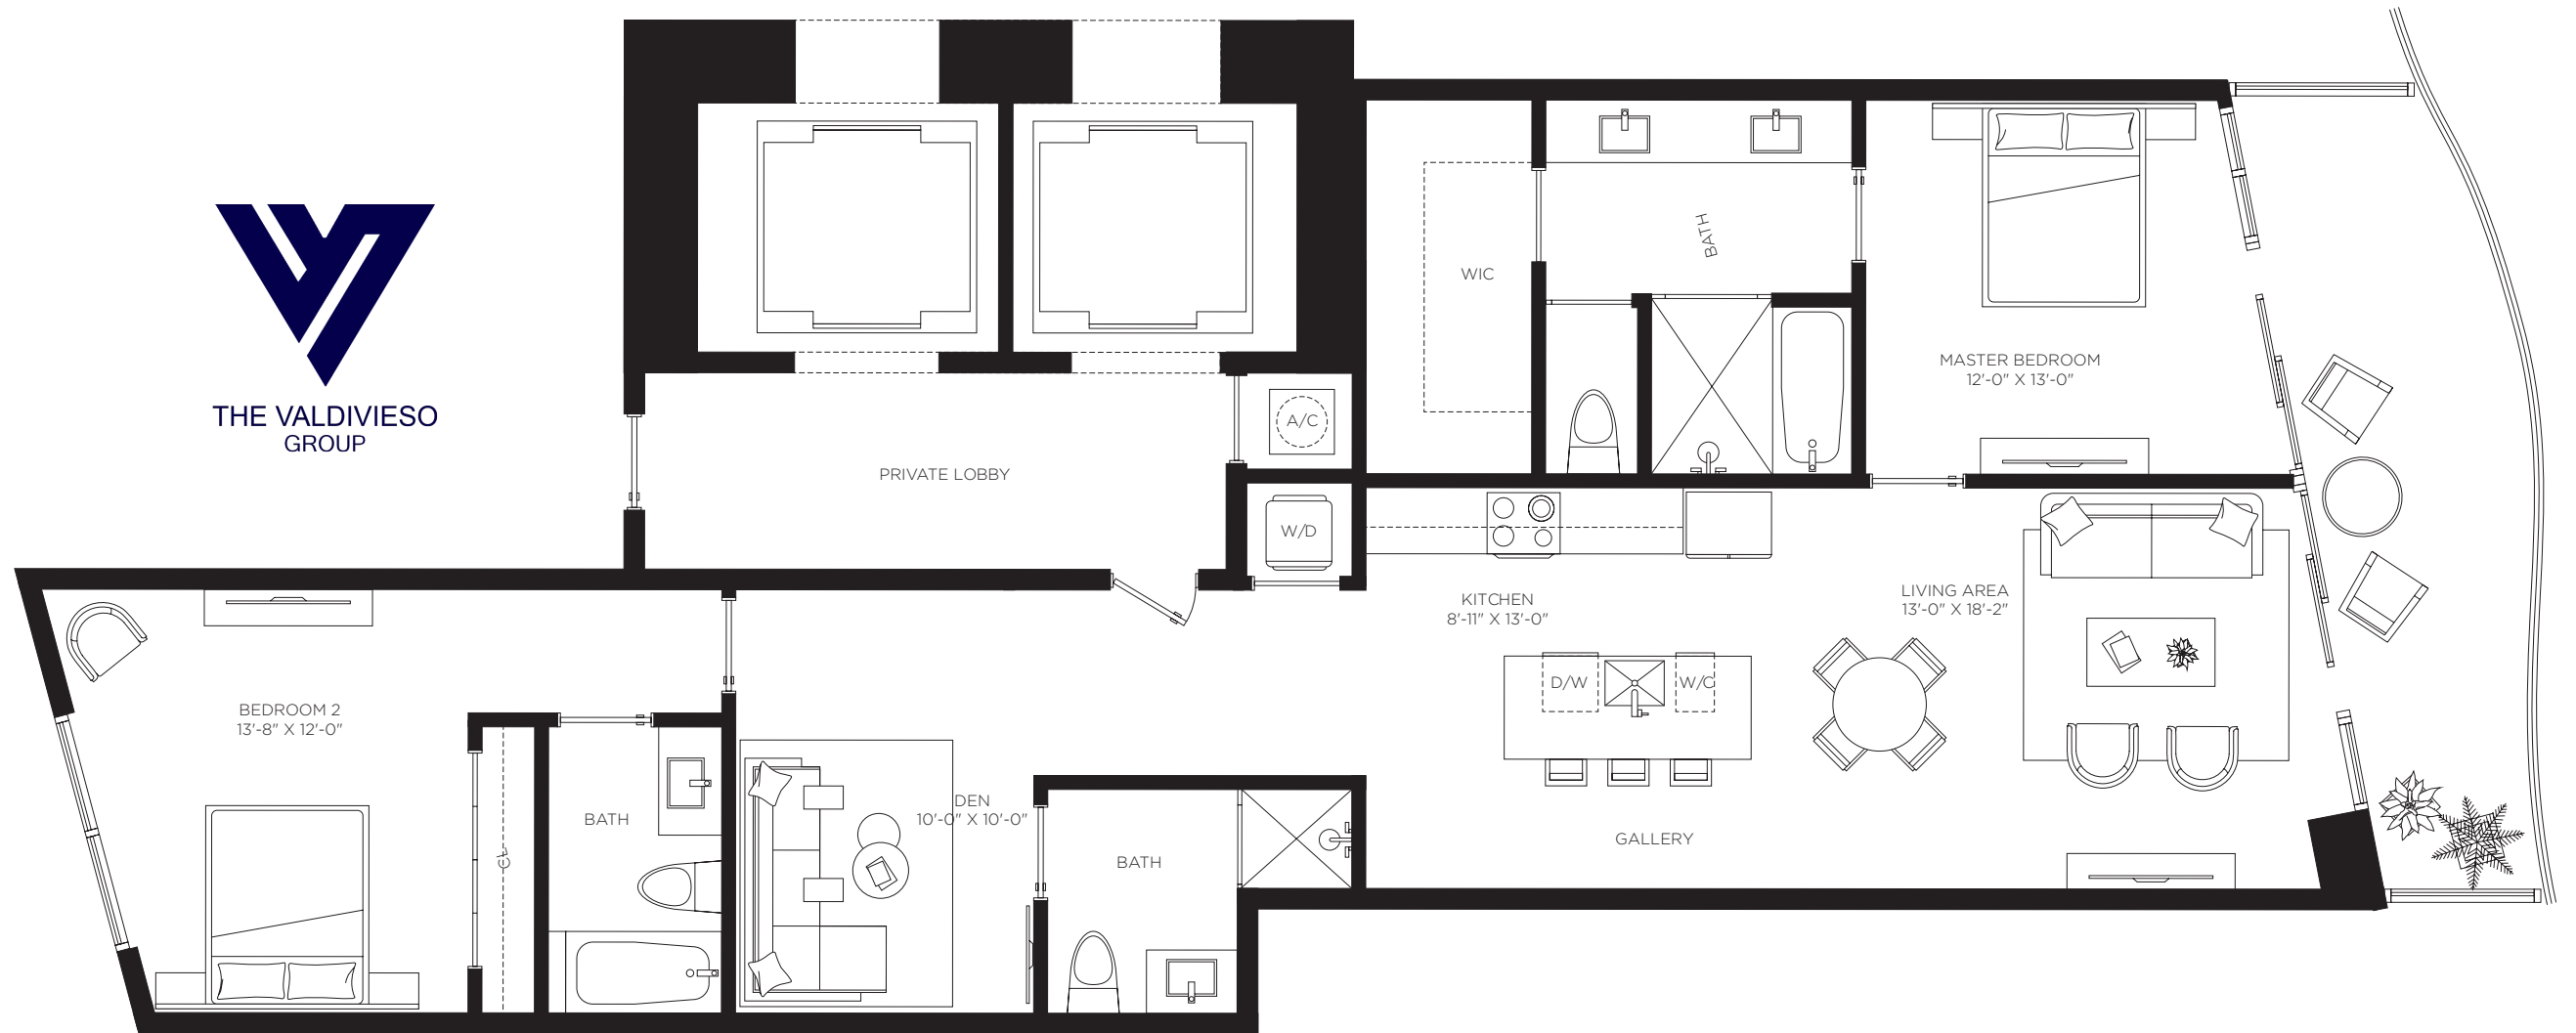 THE VALDIVIESO
GROUP
A/C
PRIVATE LOBBY
W/D
WIC
BATH
MASTER BEDROOM
12'-0" X 13'-0"
KITCHEN
8'-11" X 13'-0"
LIVING AREA
13'-0" X 18'-2"
D/W
W/C
GALLERY
BEDROOM 2
13'-8" X 12'-0"
CL
BATH
DEN
10'-0" X 10'-0"
BATH